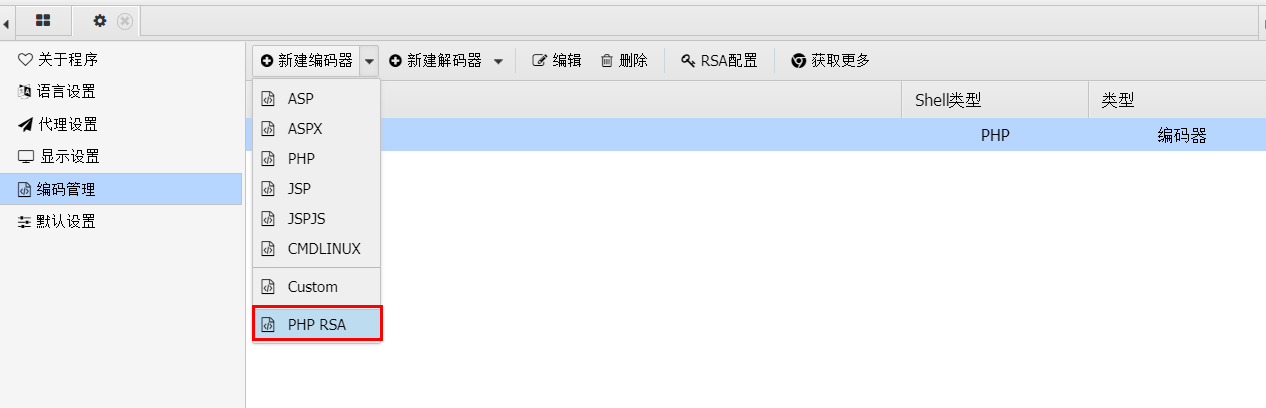 关于程序
语言设置
代理设置
显示设置
编码管理
默认设置
新建编码器 新建解码器 编辑 删除 RSA配置 获取更多
Shell类型 类型
PHP 编码器
ASP
ASPX
PHP
JSP
JSPJS
CMDLINUX
Custom
PHP RSA